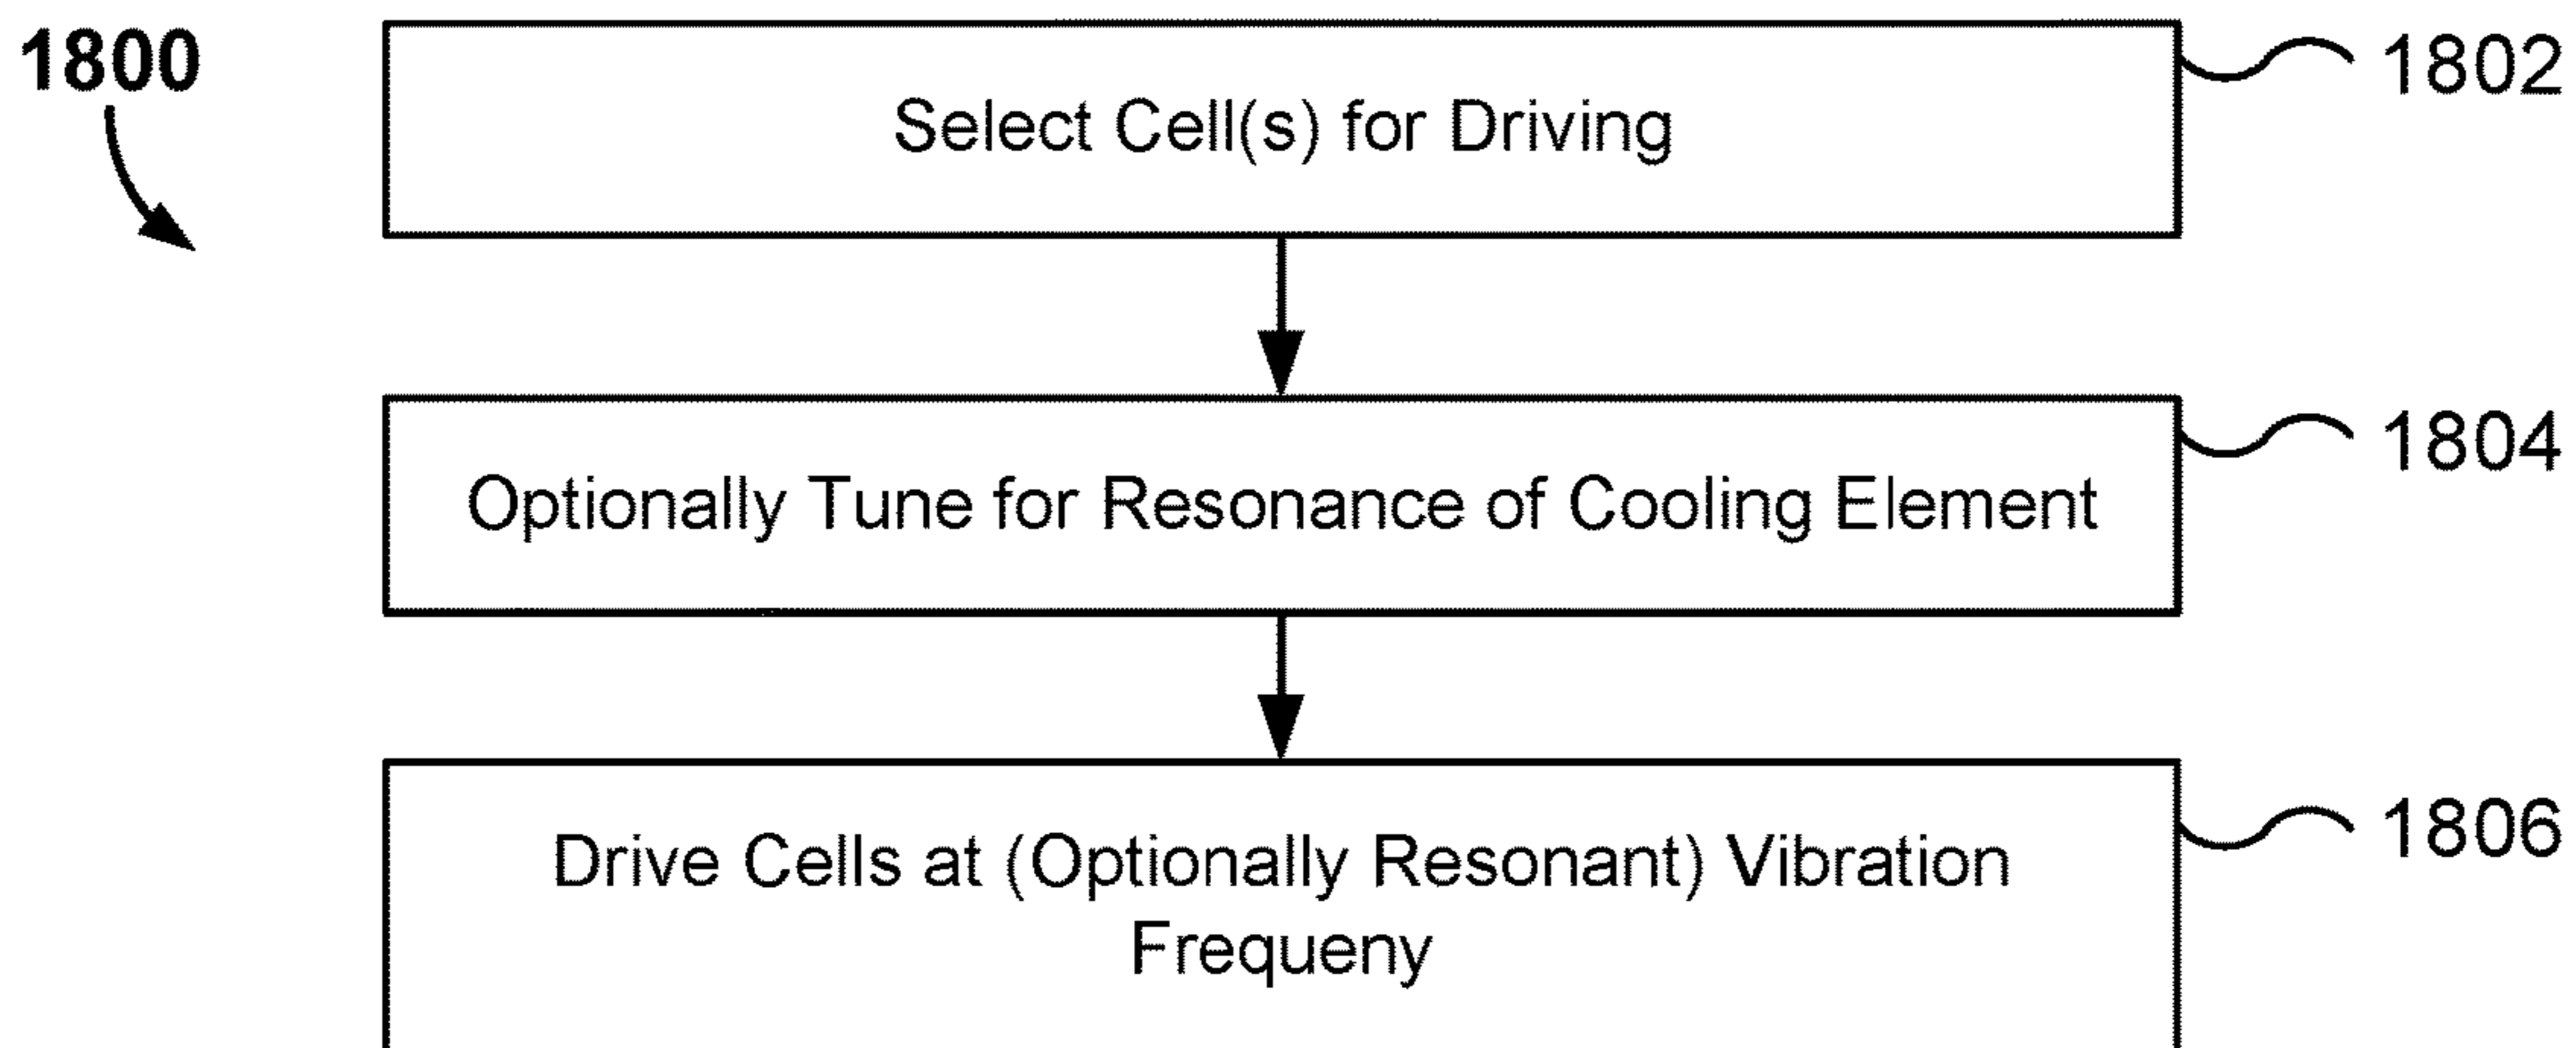 1800
1802
Select Cell(s) for Driving
1804
Optionally Tune for Resonance of Cooling Element
1806
Drive Cells at (Optionally Resonant) Vibration
Frequeny